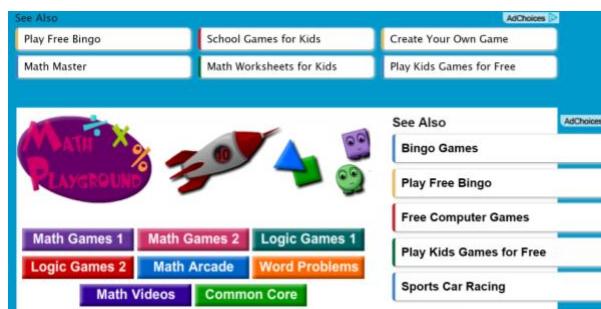 See Also
AdChoices
Play Free Bingo
School Games for Kids
Create Your Own Game
Math Master
Math Worksheets for Kids
Play Kids Games for Free
MATH
PLAYGROUND
10
See Also
AdChoices
Bingo Games
Play Free Bingo
Free Computer Games
Play Kids Games for Free
Sports Car Racing
Math Games 1
Math Games 2
Logic Games 1
Logic Games 2
Math Arcade
Word Problems
Math Videos
Common Core